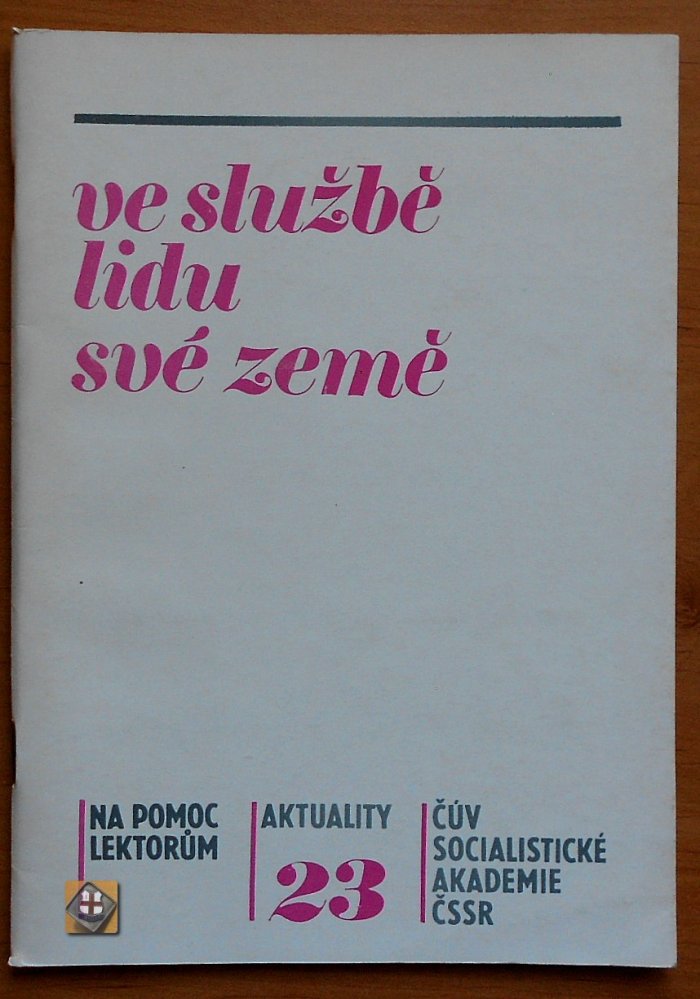 ve službě
lidu
své země
NA POMOC
LEKTORŮM
AKTUALITY
23
ČÚV
SOCIALISTICKÉ
AKADEMIE
ČSSR